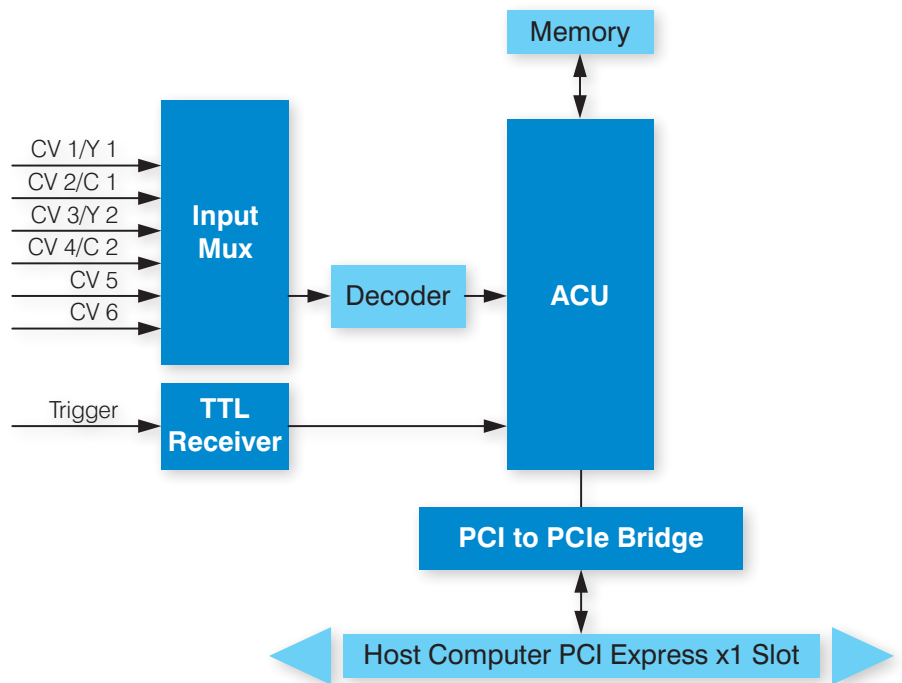 Memory
CV 1/Y 1
CV 2/C 1
CV 3/Y 2
CV 4/C 2
CV 5
CV 6
Input
Mux
Decoder
ACU
Trigger
TTL
Receiver
PCI to PCIe Bridge
Host Computer PCI Express x1 Slot